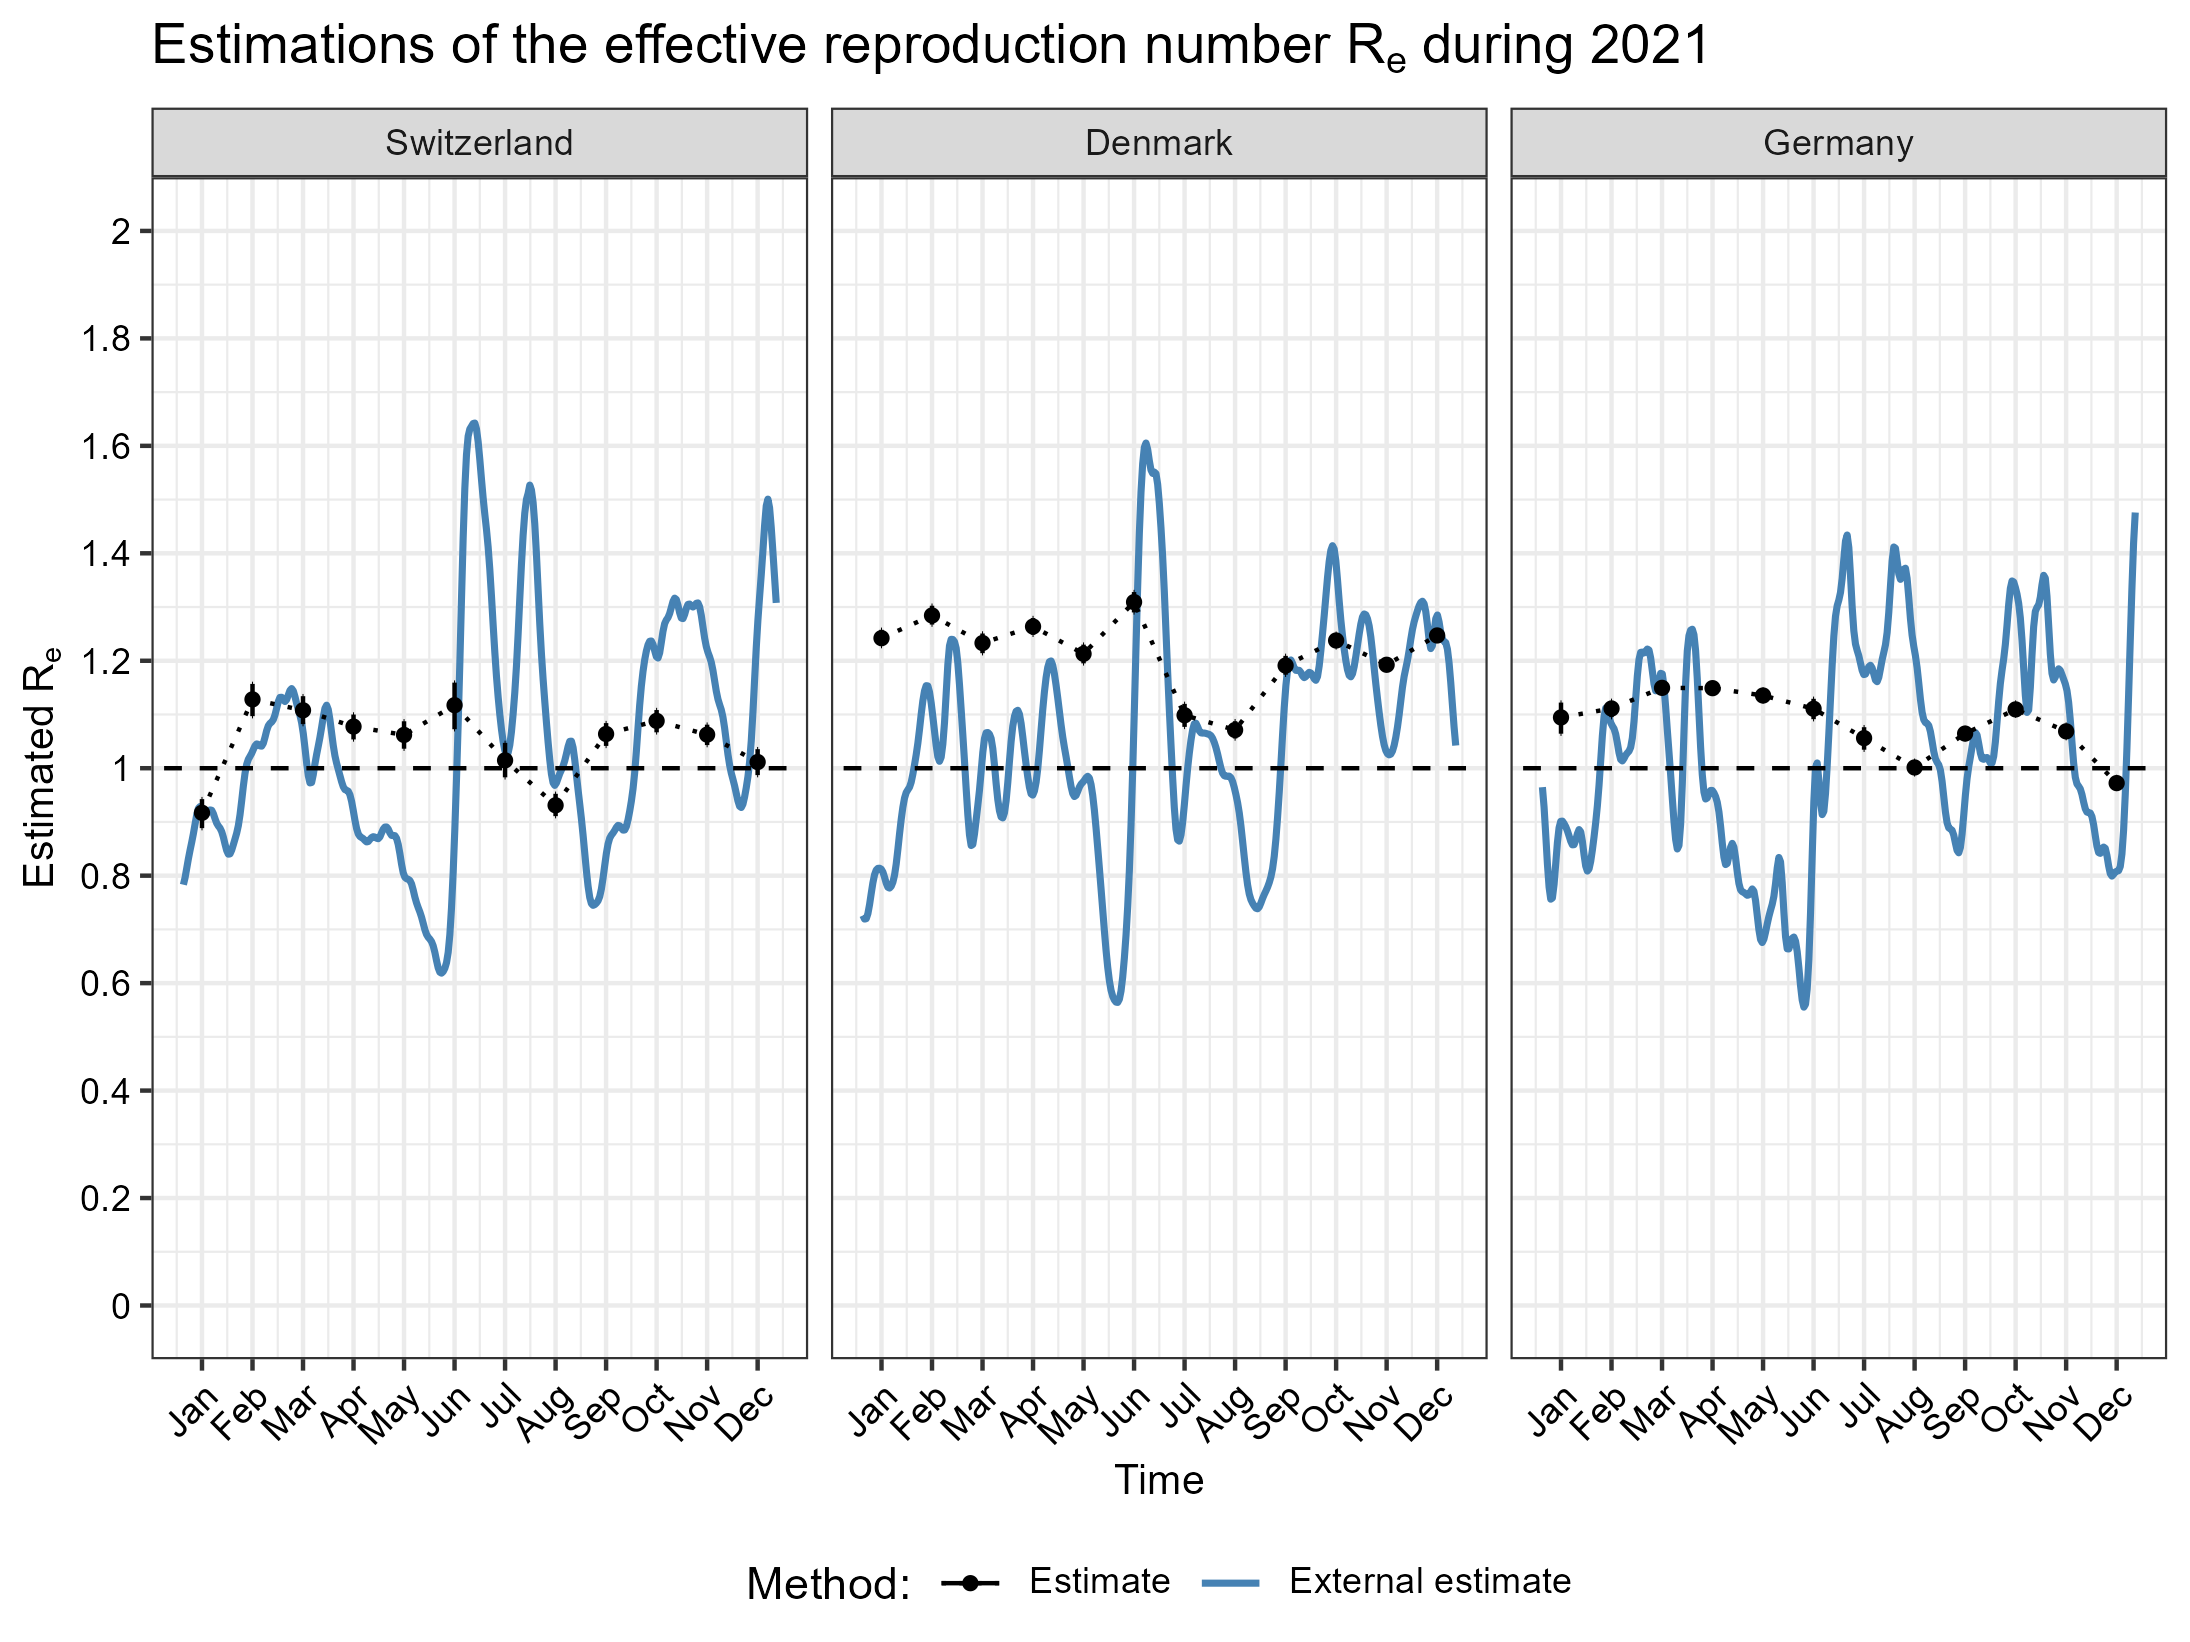 Estimations of the effective reproduction number Re during 2021
Switzerland Denmark Germany
Estimated Re
2
1.8
1.6
1.4
1.2
1
0.8
0.6
0.4
0.2
0
Jan Feb Mar Apr May Jun Jul Aug Sep Oct Nov Dec Jan Feb Mar Apr May Jun Jul Aug Sep Oct Nov Dec Jan Feb Mar Apr May Jun Jul Aug Sep Oct Nov Dec
Time
Method: Estimate External estimate